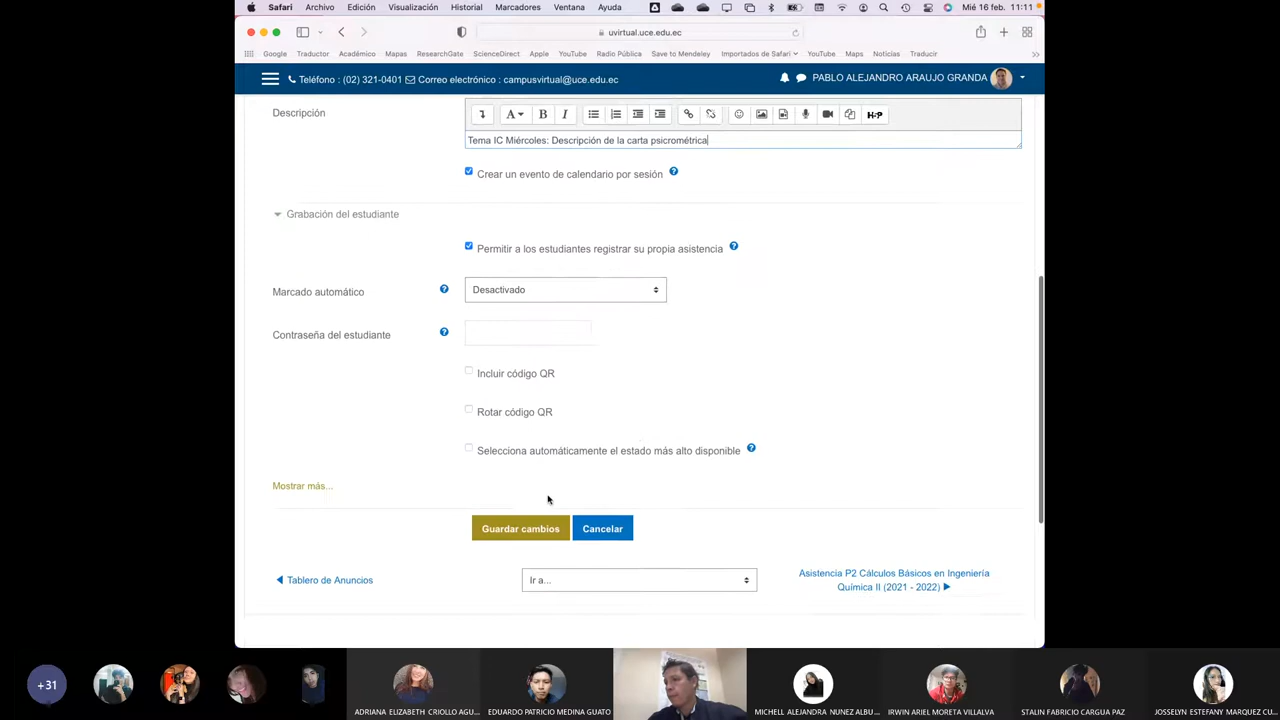 Safari Archivo Edición Visualización Historial Marcadores Ventana Ayuda Mié 16 feb. 11:11
uvirtual.uce.edu.ec
Google Traductor Académico Mapas ResearchGate ScienceDirect Apple YouTube Radio Pública Save to Mendeley Importados de Safari YouTube Maps Noticias Traducir
Teléfono : (02) 321-0401 Correo electrónico : campusvirtual@uce.edu.ec PABLO ALEJANDRO ARAUJO GRANDA
Descripción
A B I H-P
Tema IC Miércoles: Descripción de la carta psicrométrica
Crear un evento de calendario por sesión
Grabación del estudiante
Permitir a los estudiantes registrar su propia asistencia
Marcado automático Desactivado
Contraseña del estudiante
Incluir código QR
Rotar código QR
Selecciona automáticamente el estado más alto disponible
Mostrar más...
Guardar cambios Cancelar
Tablero de Anuncios Ir a... Asistencia P2 Cálculos Básicos en Ingeniería
Química II (2021 - 2022)
+31
ADRIANA ELIZABETH CRIOLLO AGU... EDUARDO PATRICIO MEDINA GUATO MICHELL ALEJANDRA NUNEZ ALBU... IRWIN ARIEL MORETA VILLALVA STALIN FABRICIO CARGUA PAZ JOSSELYN ESTEFANY MARQUEZ CU...